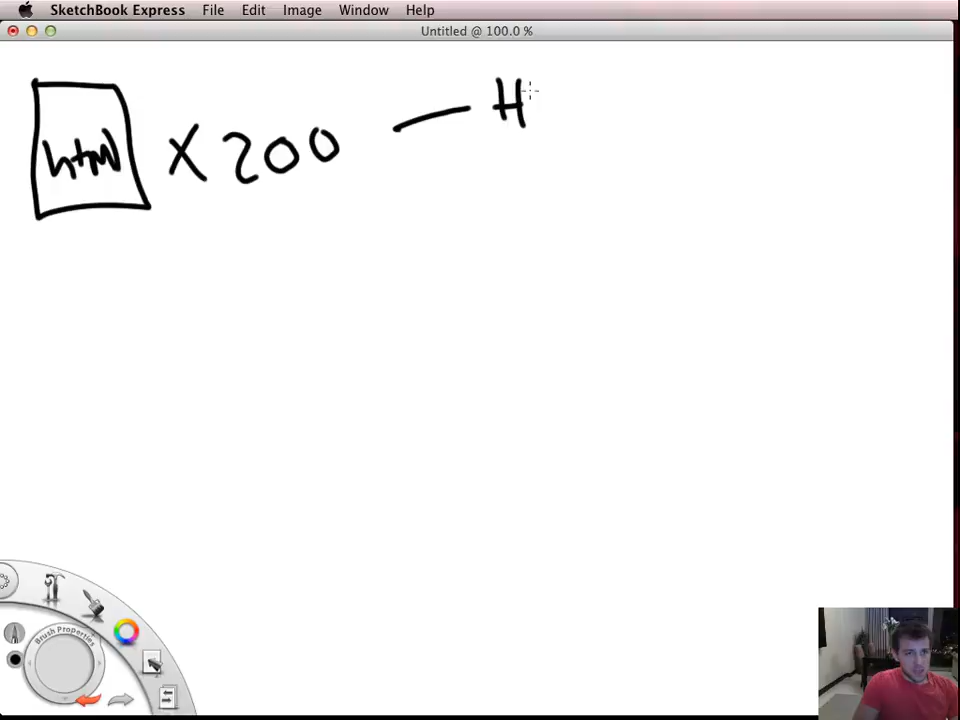 SketchBook Express File Edit Image Window Help
Untitled @ 100.0 %
html X 200 — H
Brush Properties